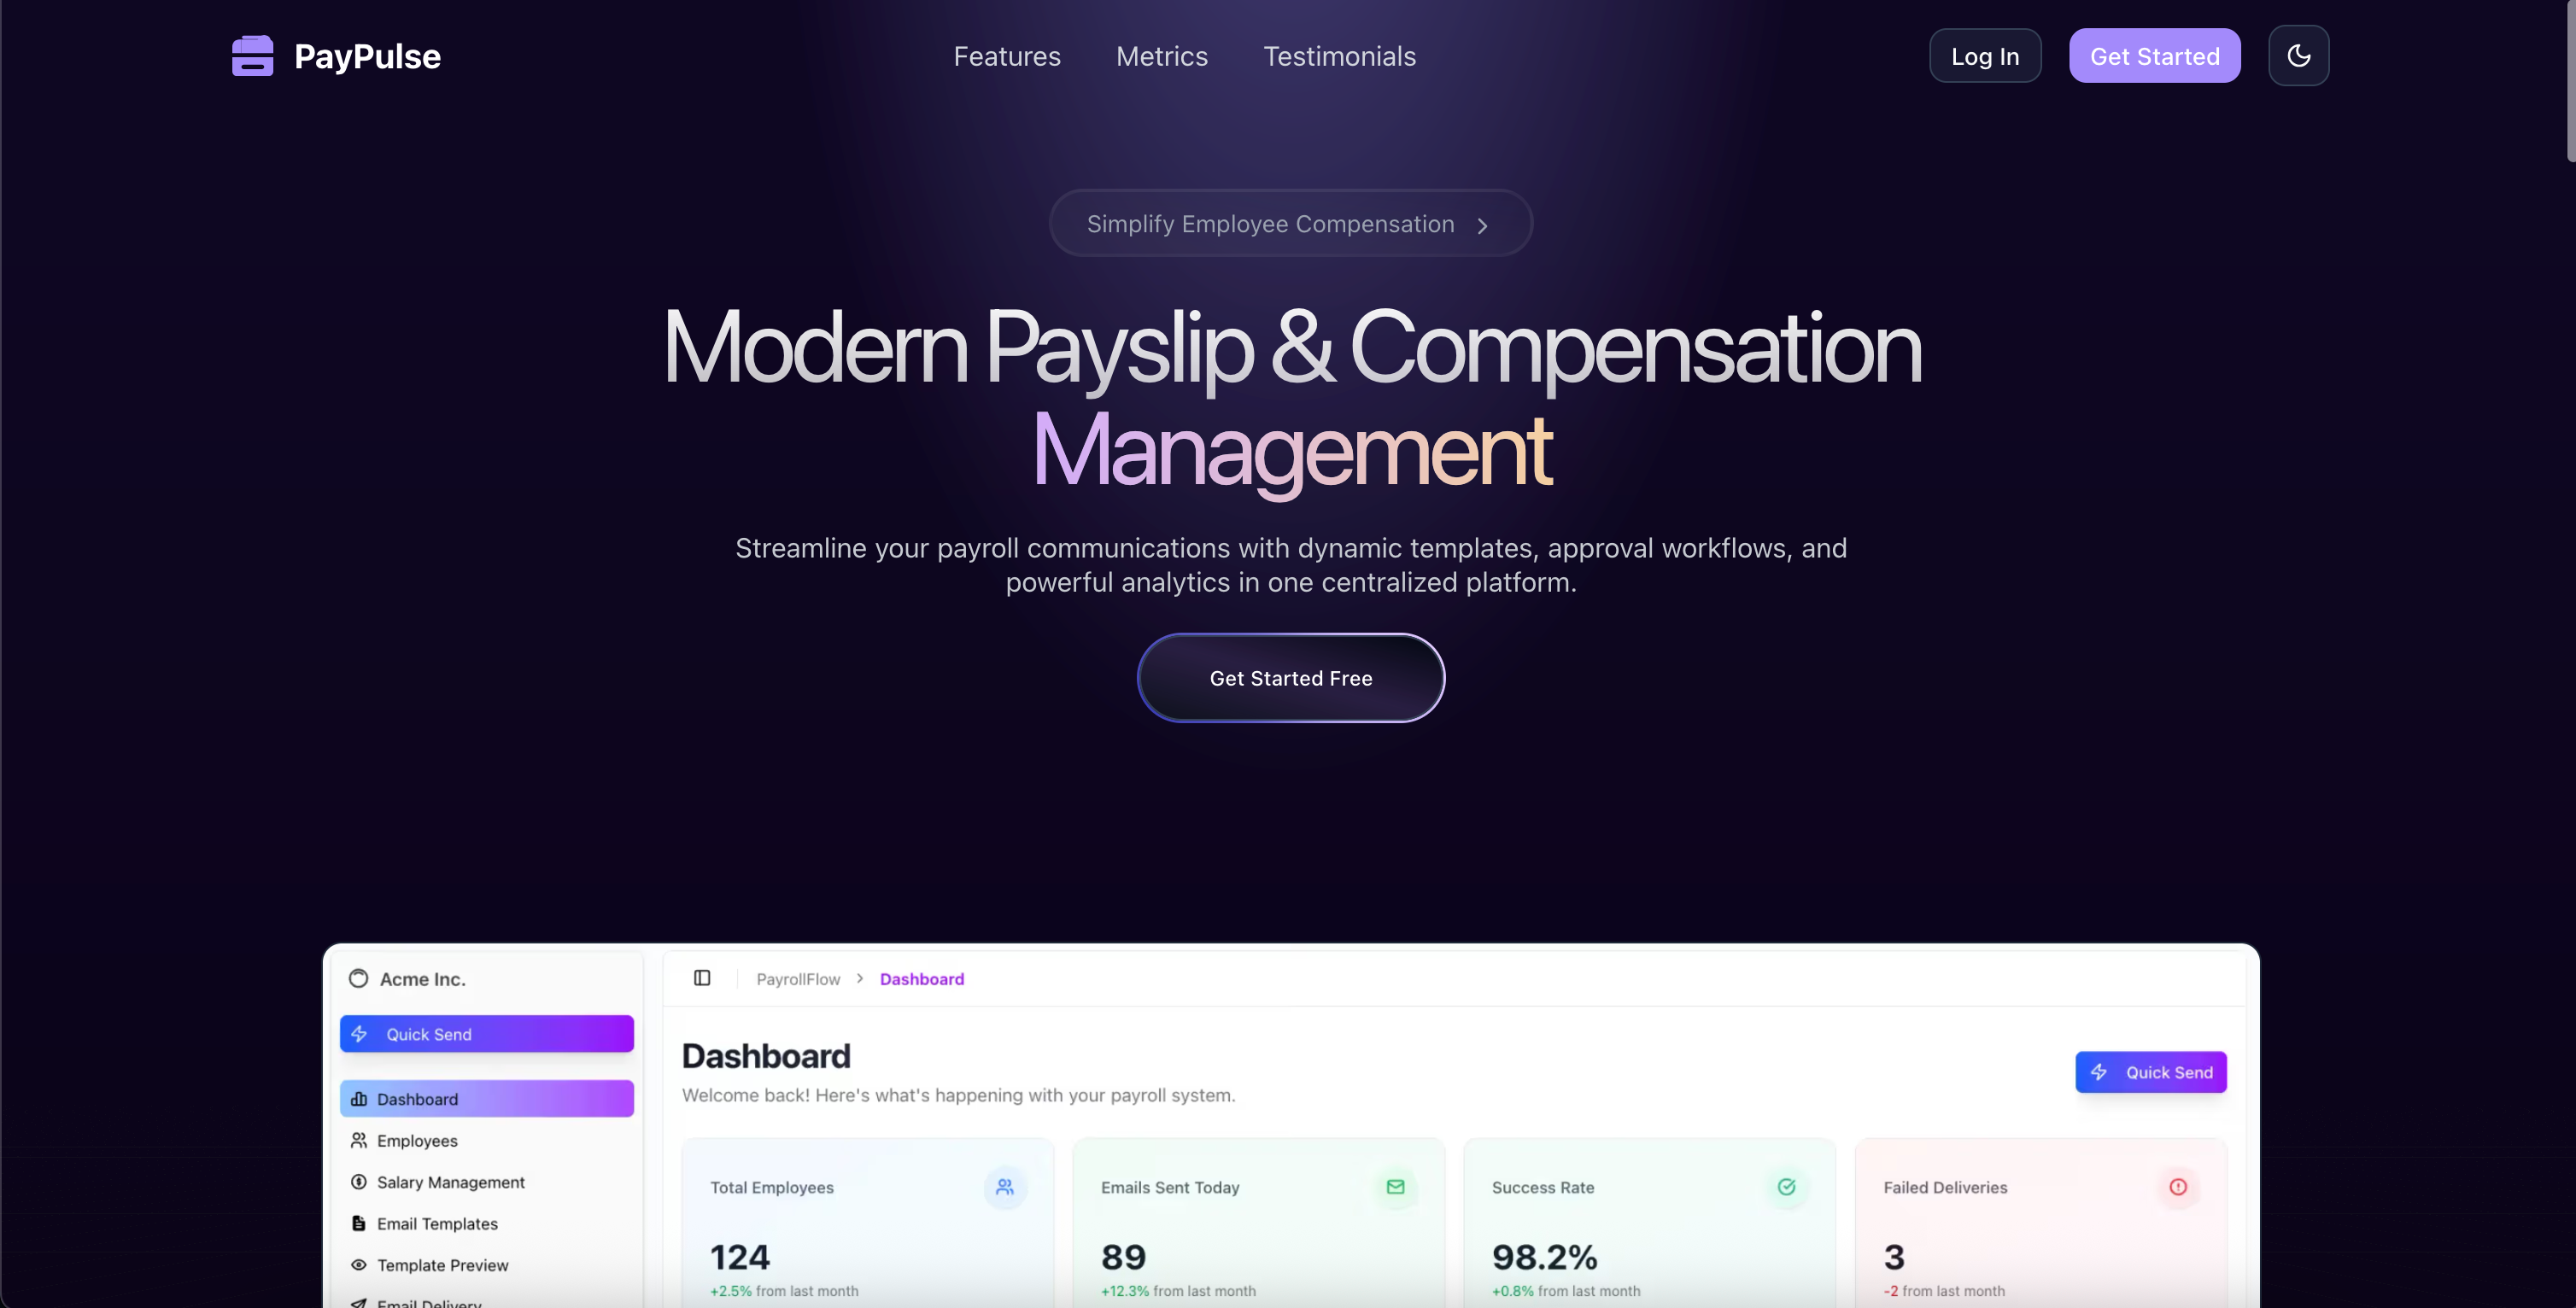 PayPulse
Features
Metrics
Testimonials
Log In
Get Started
Simplify Employee Compensation
Modern Payslip & Compensation
Management
Streamline your payroll communications with dynamic templates, approval workflows, and
powerful analytics in one centralized platform.
Get Started Free
Acme Inc.
Quick Send
Dashboard
Employees
Salary Management
Email Templates
Template Preview
Email Delivery
PayrollFlow > Dashboard
Dashboard
Welcome back! Here's what's happening with your payroll system.
Quick Send
Total Employees
124
+2.5% from last month
Emails Sent Today
89
+12.3% from last month
Success Rate
98.2%
+0.8% from last month
Failed Deliveries
3
-2 from last month